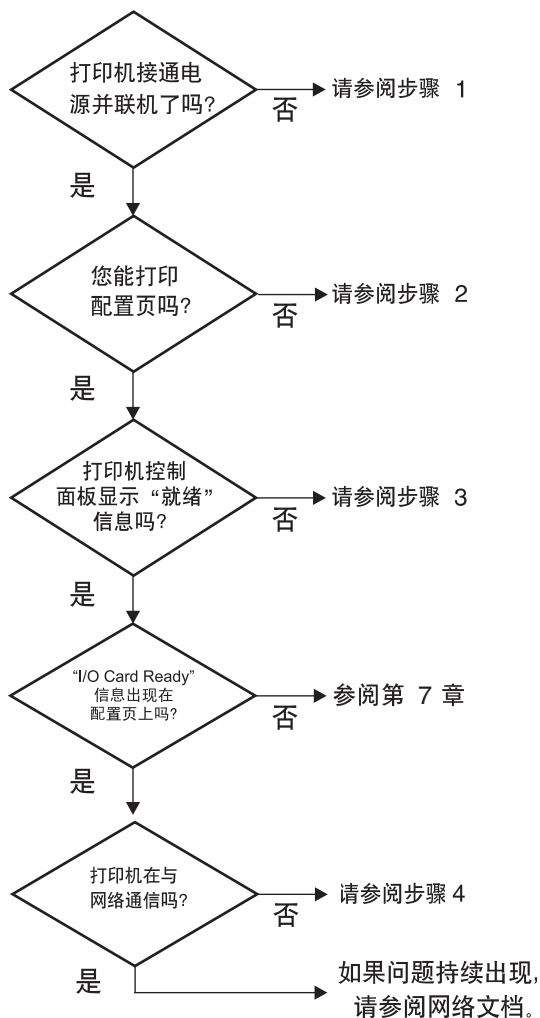 打印机接通电
源并联机了吗?
否
请参阅步骤 1
是
您能打印
配置页吗?
否
请参阅步骤 2
是
打印机控制
面板显示“就绪”
信息吗?
否
请参阅步骤 3
是
“I/O Card Ready”
信息出现在
配置页上吗?
否
参阅第 7 章
是
打印机在与
网络通信吗?
否
请参阅步骤 4
是
如果问题持续出现,
请参阅网络文档。